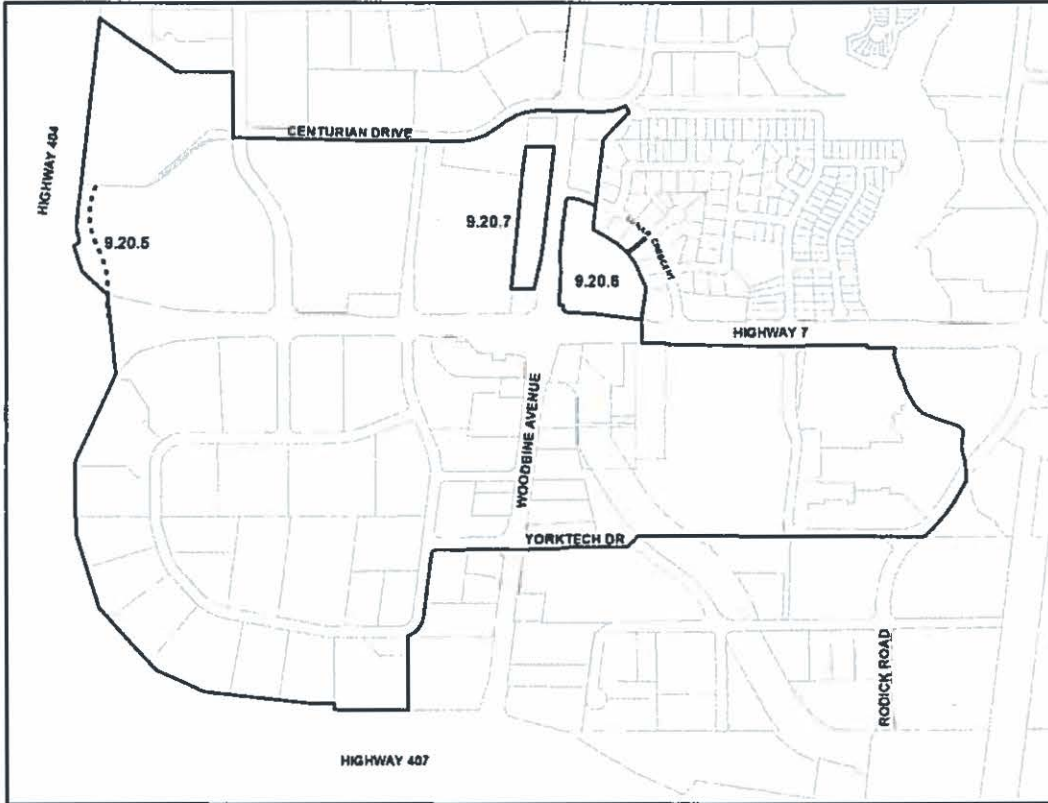 CENTURIAN DRIVE
HIGHWAY 404
9.20.7
9.20.5
9.20.6
CRESCENT
HIGHWAY 7
WOODBINE AVENUE
YORKTECH DR
RODICK ROAD
HIGHWAY 407